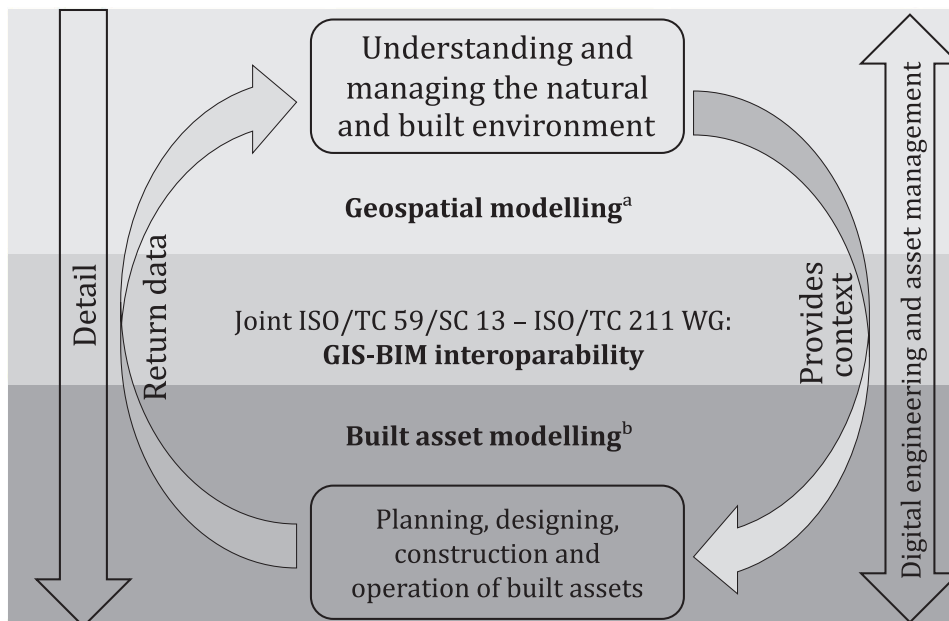 Understanding and
managing the natural
and built environment
Geospatial modellingᵃ
Detail
Return data
Joint ISO/TC 59/SC 13 – ISO/TC 211 WG:
GIS-BIM interoparability
Provides
context
Digital engineering and asset management
Built asset modellingᵇ
Planning, designing,
construction and
operation of built assets